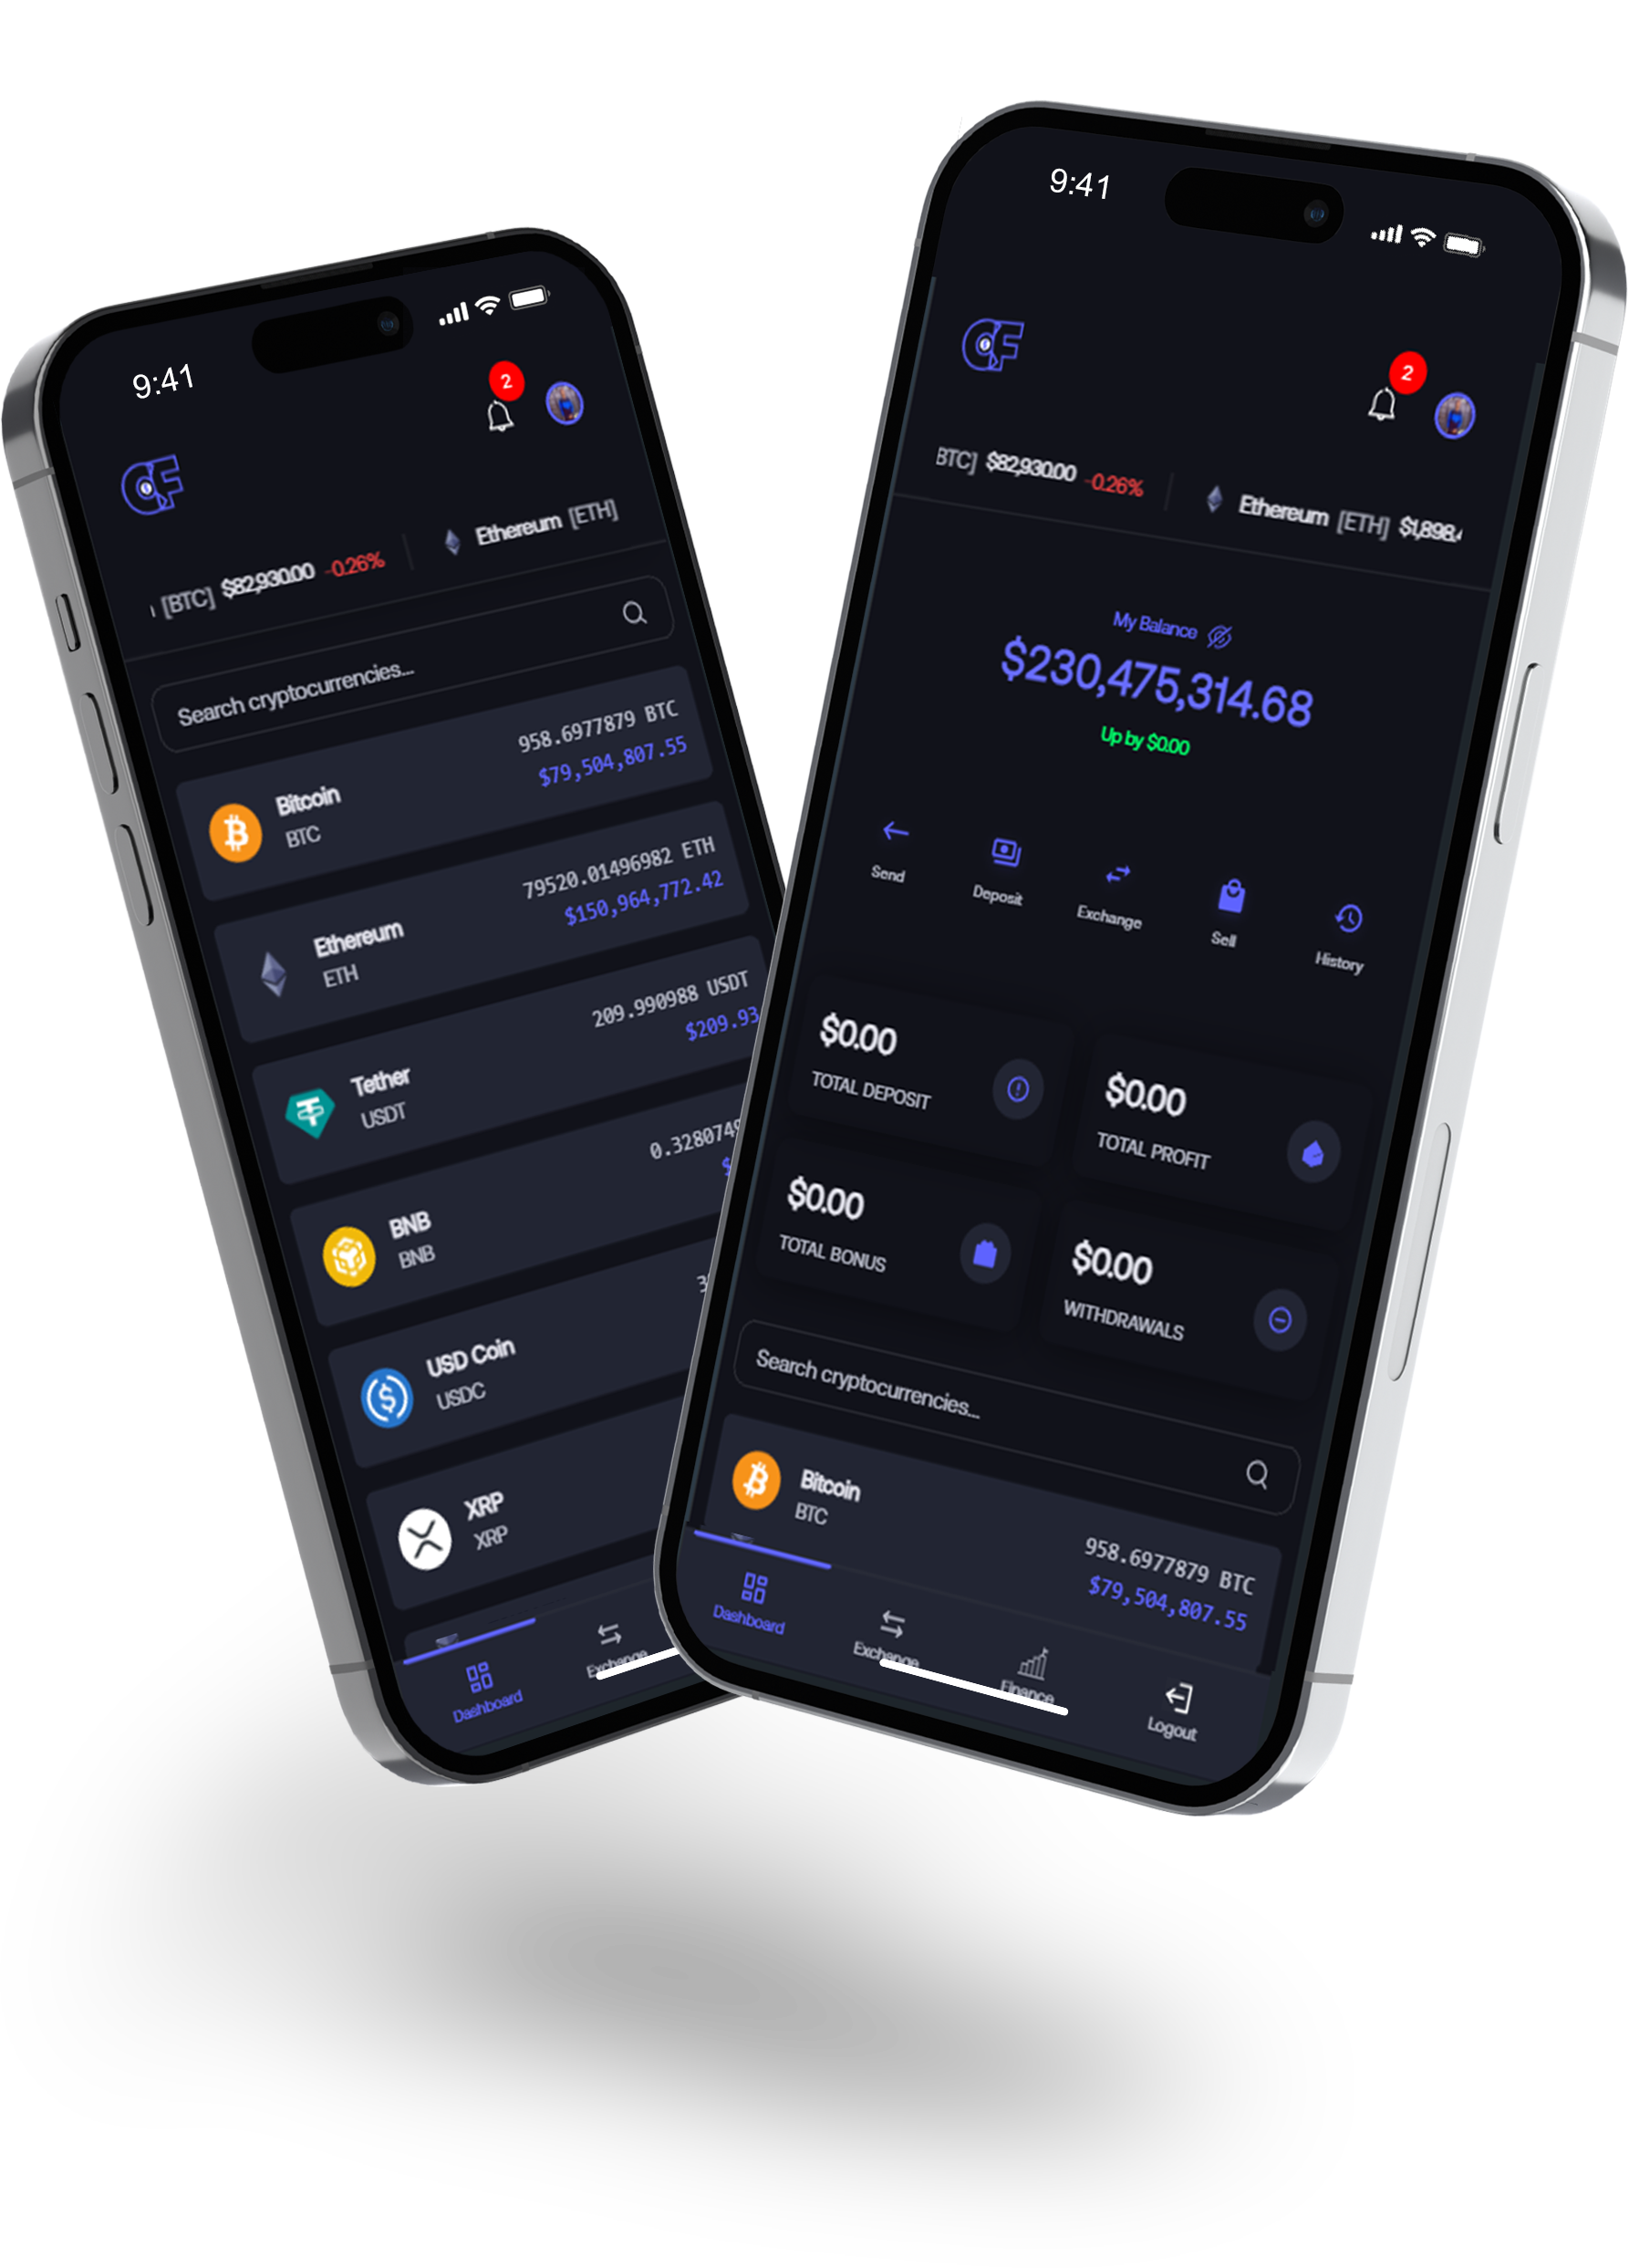 9:41
2
CF
[BTC] $82,930.00 -0.26%
Ethereum [ETH]
Search cryptocurrencies...
Bitcoin
BTC
958.6977879 BTC
$79,504,807.55
Ethereum
ETH
79520.01496982 ETH
$150,964,772.42
Tether
USDT
209.990988 USDT
$209.93
BNB
BNB
0.3280749
$
USD Coin
USDC
3
XRP
XRP
Dashboard
Exchange
9:41
2
CF
BTC] $82,930.00 -0.26%
Ethereum [ETH] $1,898.4
My Balance
$230,475,314.68
Up by $0.00
Send
Deposit
Exchange
Sell
History
$0.00
TOTAL DEPOSIT
$0.00
TOTAL PROFIT
$0.00
TOTAL BONUS
$0.00
WITHDRAWALS
Search cryptocurrencies...
Bitcoin
BTC
958.6977879 BTC
$79,504,807.55
Dashboard
Exchange
Finance
Logout